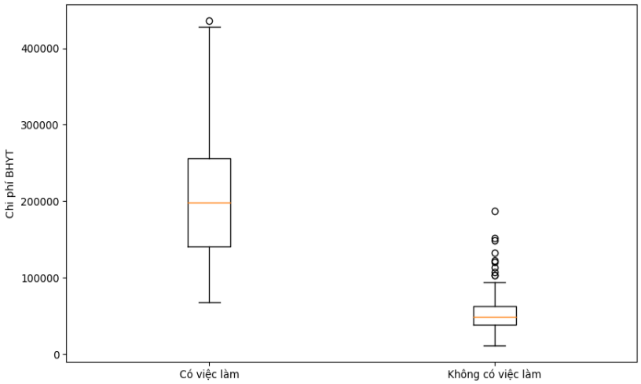 400000
300000
200000
100000
0
Chi phí BHYT
Có việc làm
Không có việc làm